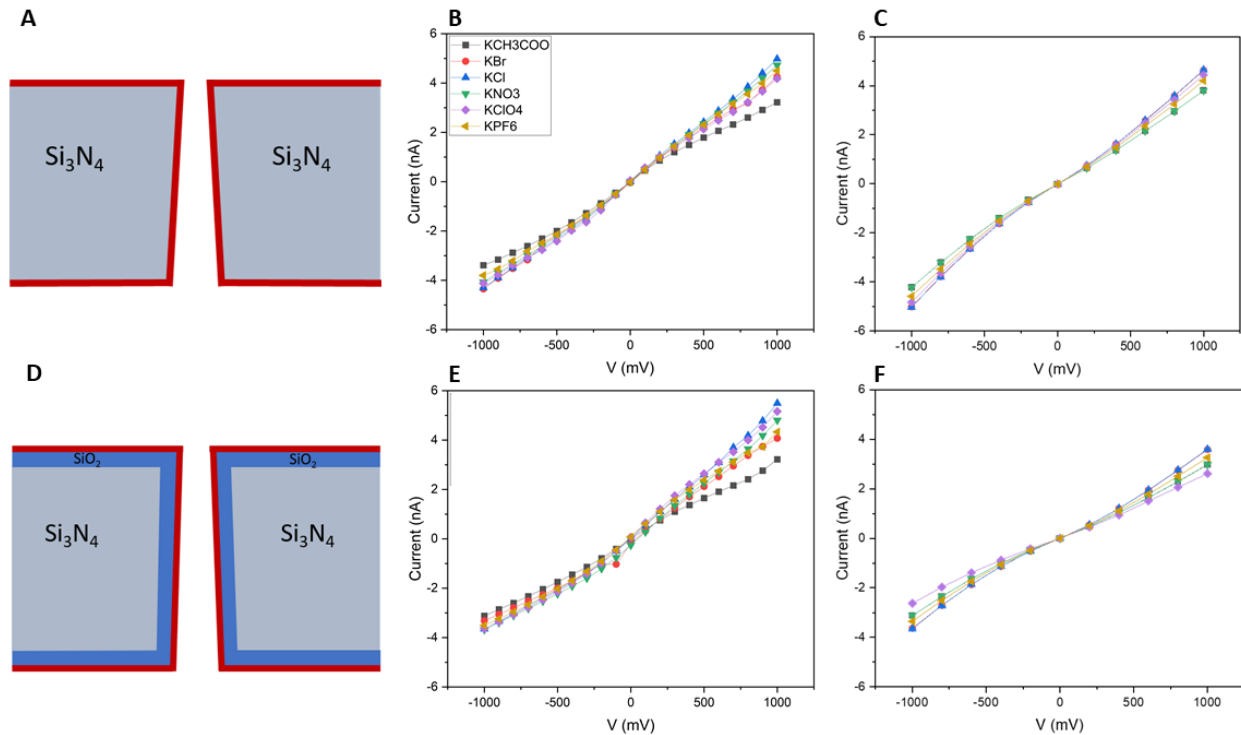 A
Si3N4
Si3N4
B
KCH3COO
KBr
KCl
KNO3
KClO4
KPF6
6
4
2
0
-2
-4
-6
Current (nA)
-1000
-500
0
500
1000
V (mV)
C
6
4
2
0
-2
-4
-6
Current (nA)
-1000
-500
0
500
1000
V (mV)
D
SiO2
SiO2
Si3N4
Si3N4
E
6
4
2
0
-2
-4
-6
Current (nA)
-1000
-500
0
500
1000
V (mV)
F
6
4
2
0
-2
-4
-6
Current (nA)
-1000
-500
0
500
1000
V (mV)